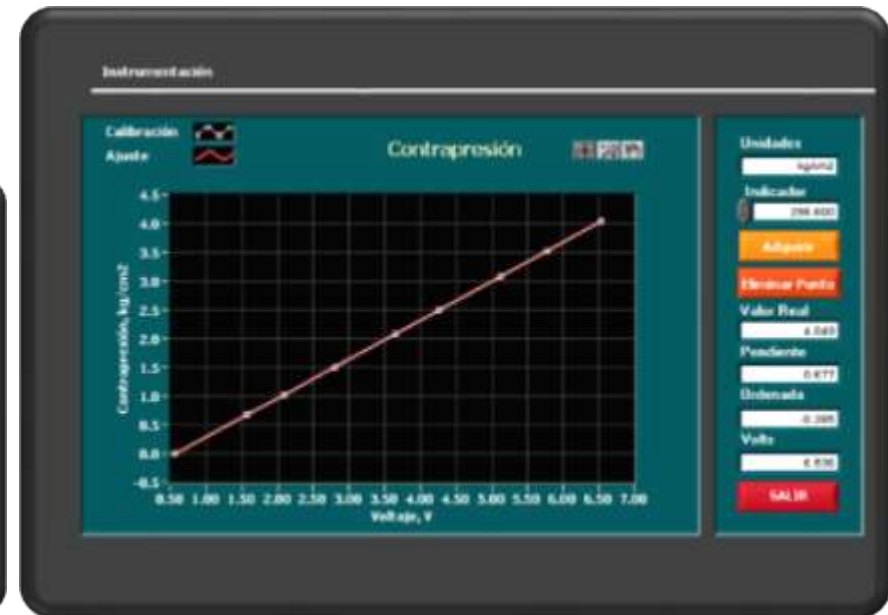 Instrumentación
Calibración
Ajuste
Contrapresión
4.5
4.0
3.5
3.0
2.5
2.0
1.5
1.0
0.5
0.0
-0.5
Contrapresión, kg/cm2
0.50 1.00 1.50 2.00 2.50 3.00 3.50 4.00 4.50 5.00 5.50 6.00 6.50 7.00
Voltaje, V
Unidades
kg/cm2
Indicador
Adquirir
Eliminar Punto
Valor Real
Pendiente
0.677
Ordenada
Volts
SALIR